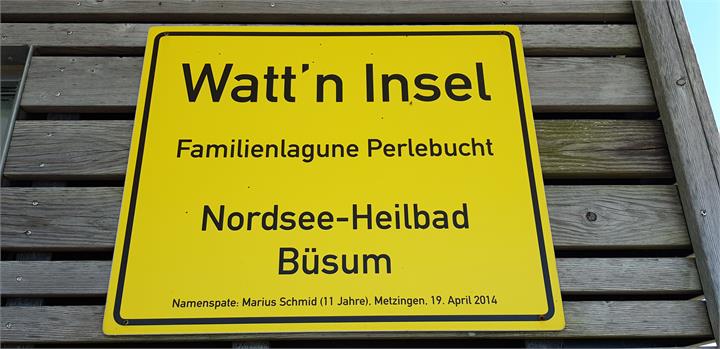 Watt'n Insel
Familienlagune Perlebucht
Nordsee-Heilbad
Büsum
Namenspate: Marius Schmid (11 Jahre), Metzingen, 19. April 2014